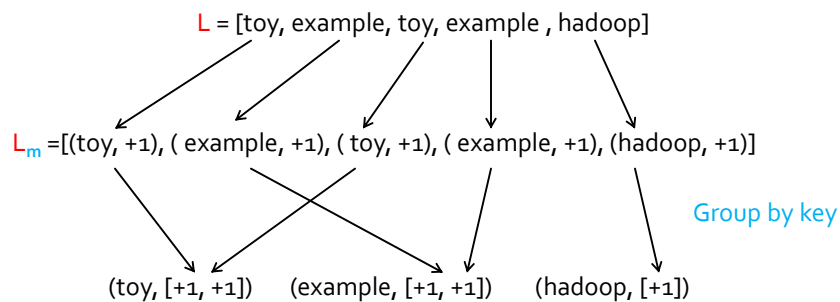 L = [toy, example, toy, example , hadoop]
Lm =[(toy, +1), ( example, +1), ( toy, +1), ( example, +1), (hadoop, +1)]
Group by key
(toy, [+1, +1]) (example, [+1, +1]) (hadoop, [+1])